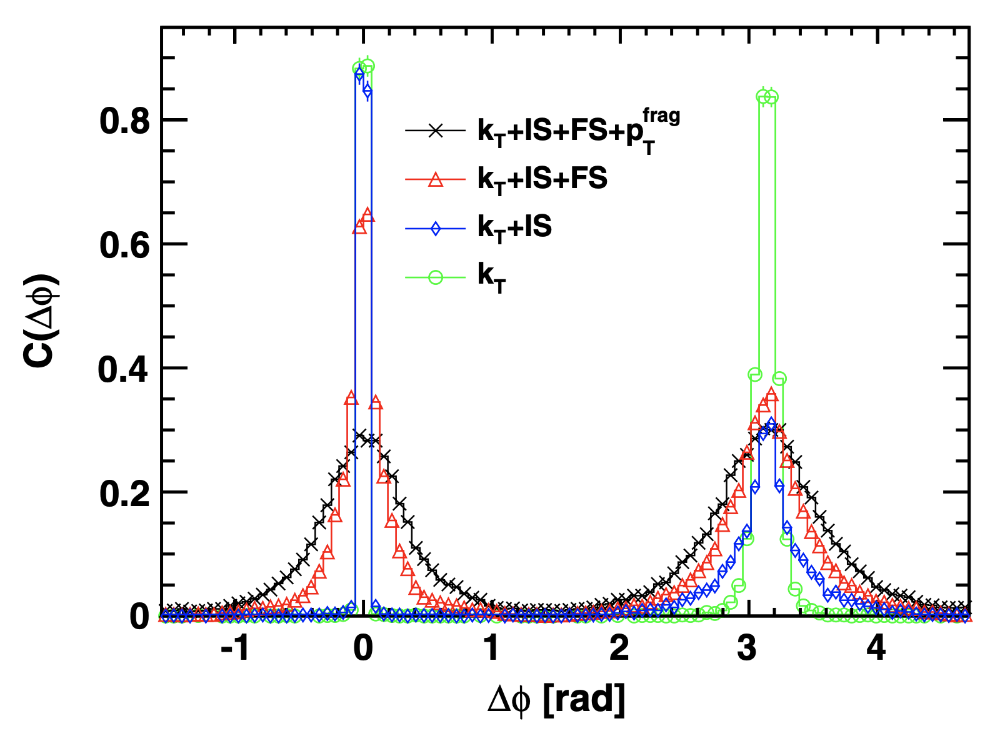 C(Δϕ)
0.8
0.6
0.4
0.2
0
k_T+IS+FS+p_T^frag
k_T+IS+FS
k_T+IS
k_T
-1 0 1 2 3 4
Δϕ [rad]